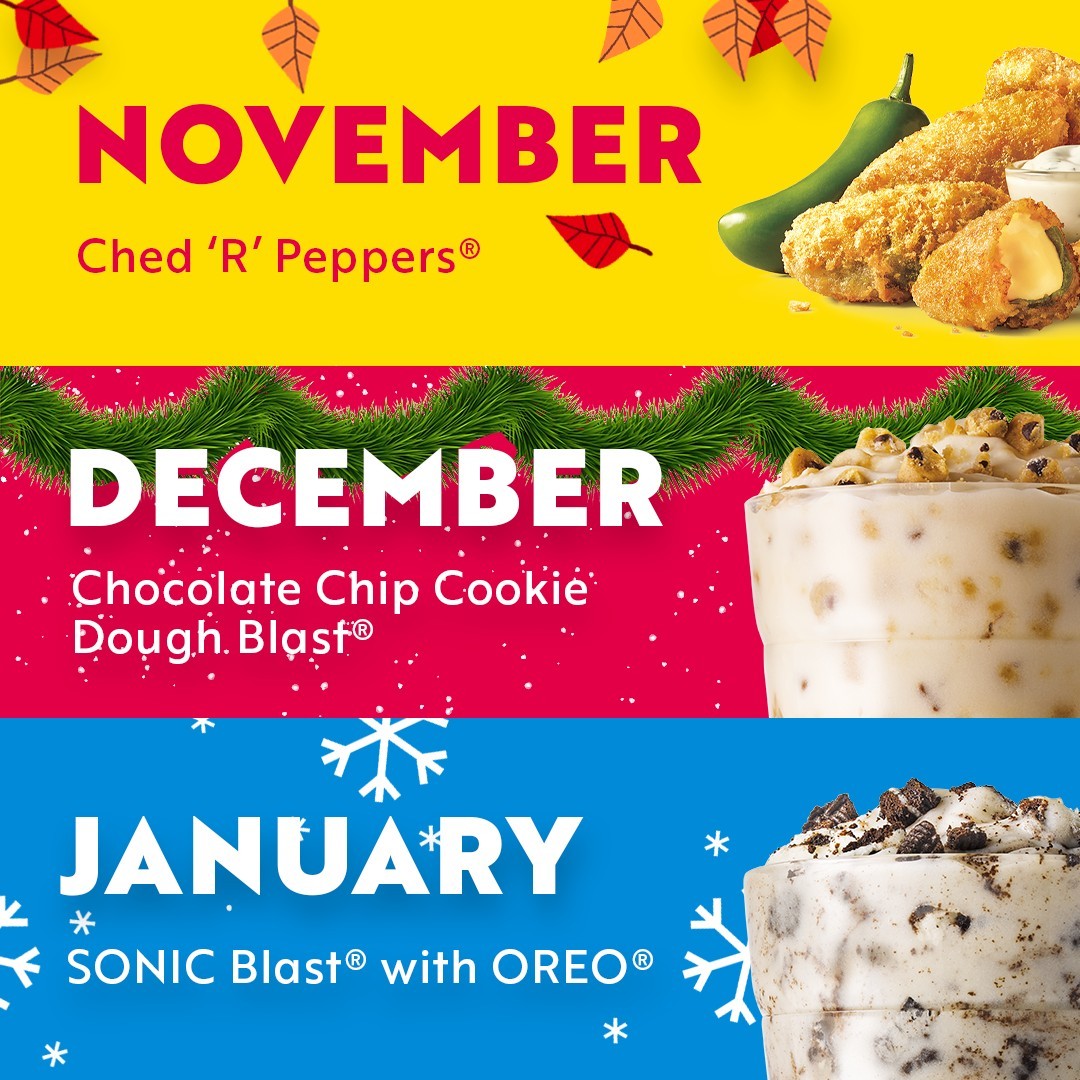 NOVEMBER
Ched ‘R’ Peppers®
DECEMBER
Chocolate Chip Cookie
Dough Blast®
JANUARY
SONIC Blast® with OREO®